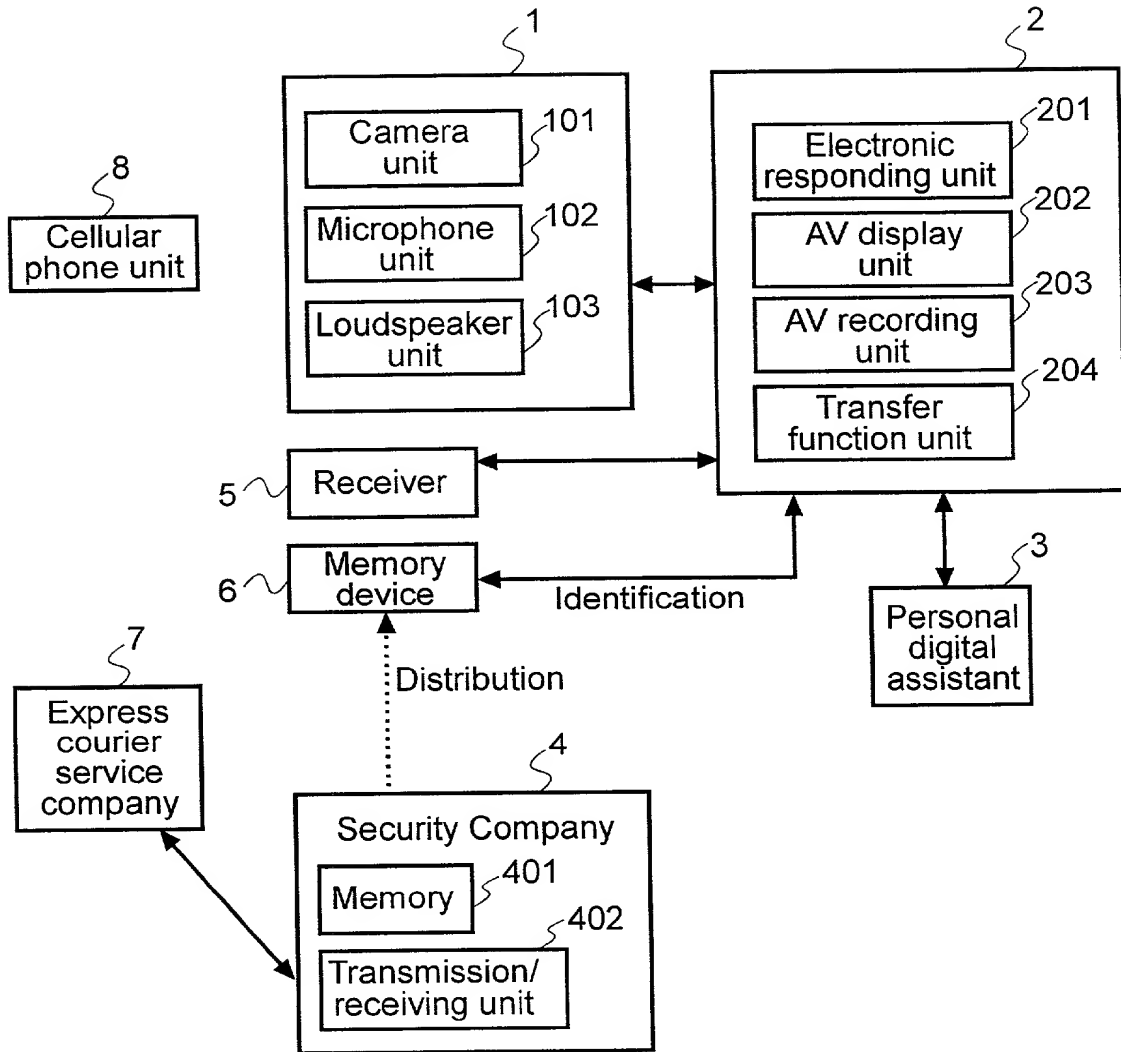 1
2
Camera
unit
101
Microphone
unit
102
Loudspeaker
unit
103
Electronic
responding unit
201
AV display
unit
202
AV recording
unit
203
Transfer
function unit
204
8
Cellular
phone unit
5
Receiver
6
Memory
device
Identification
3
Personal
digital
assistant
Distribution
7
Express
courier
service
company
4
Security Company
Memory
401
Transmission/
receiving unit
402